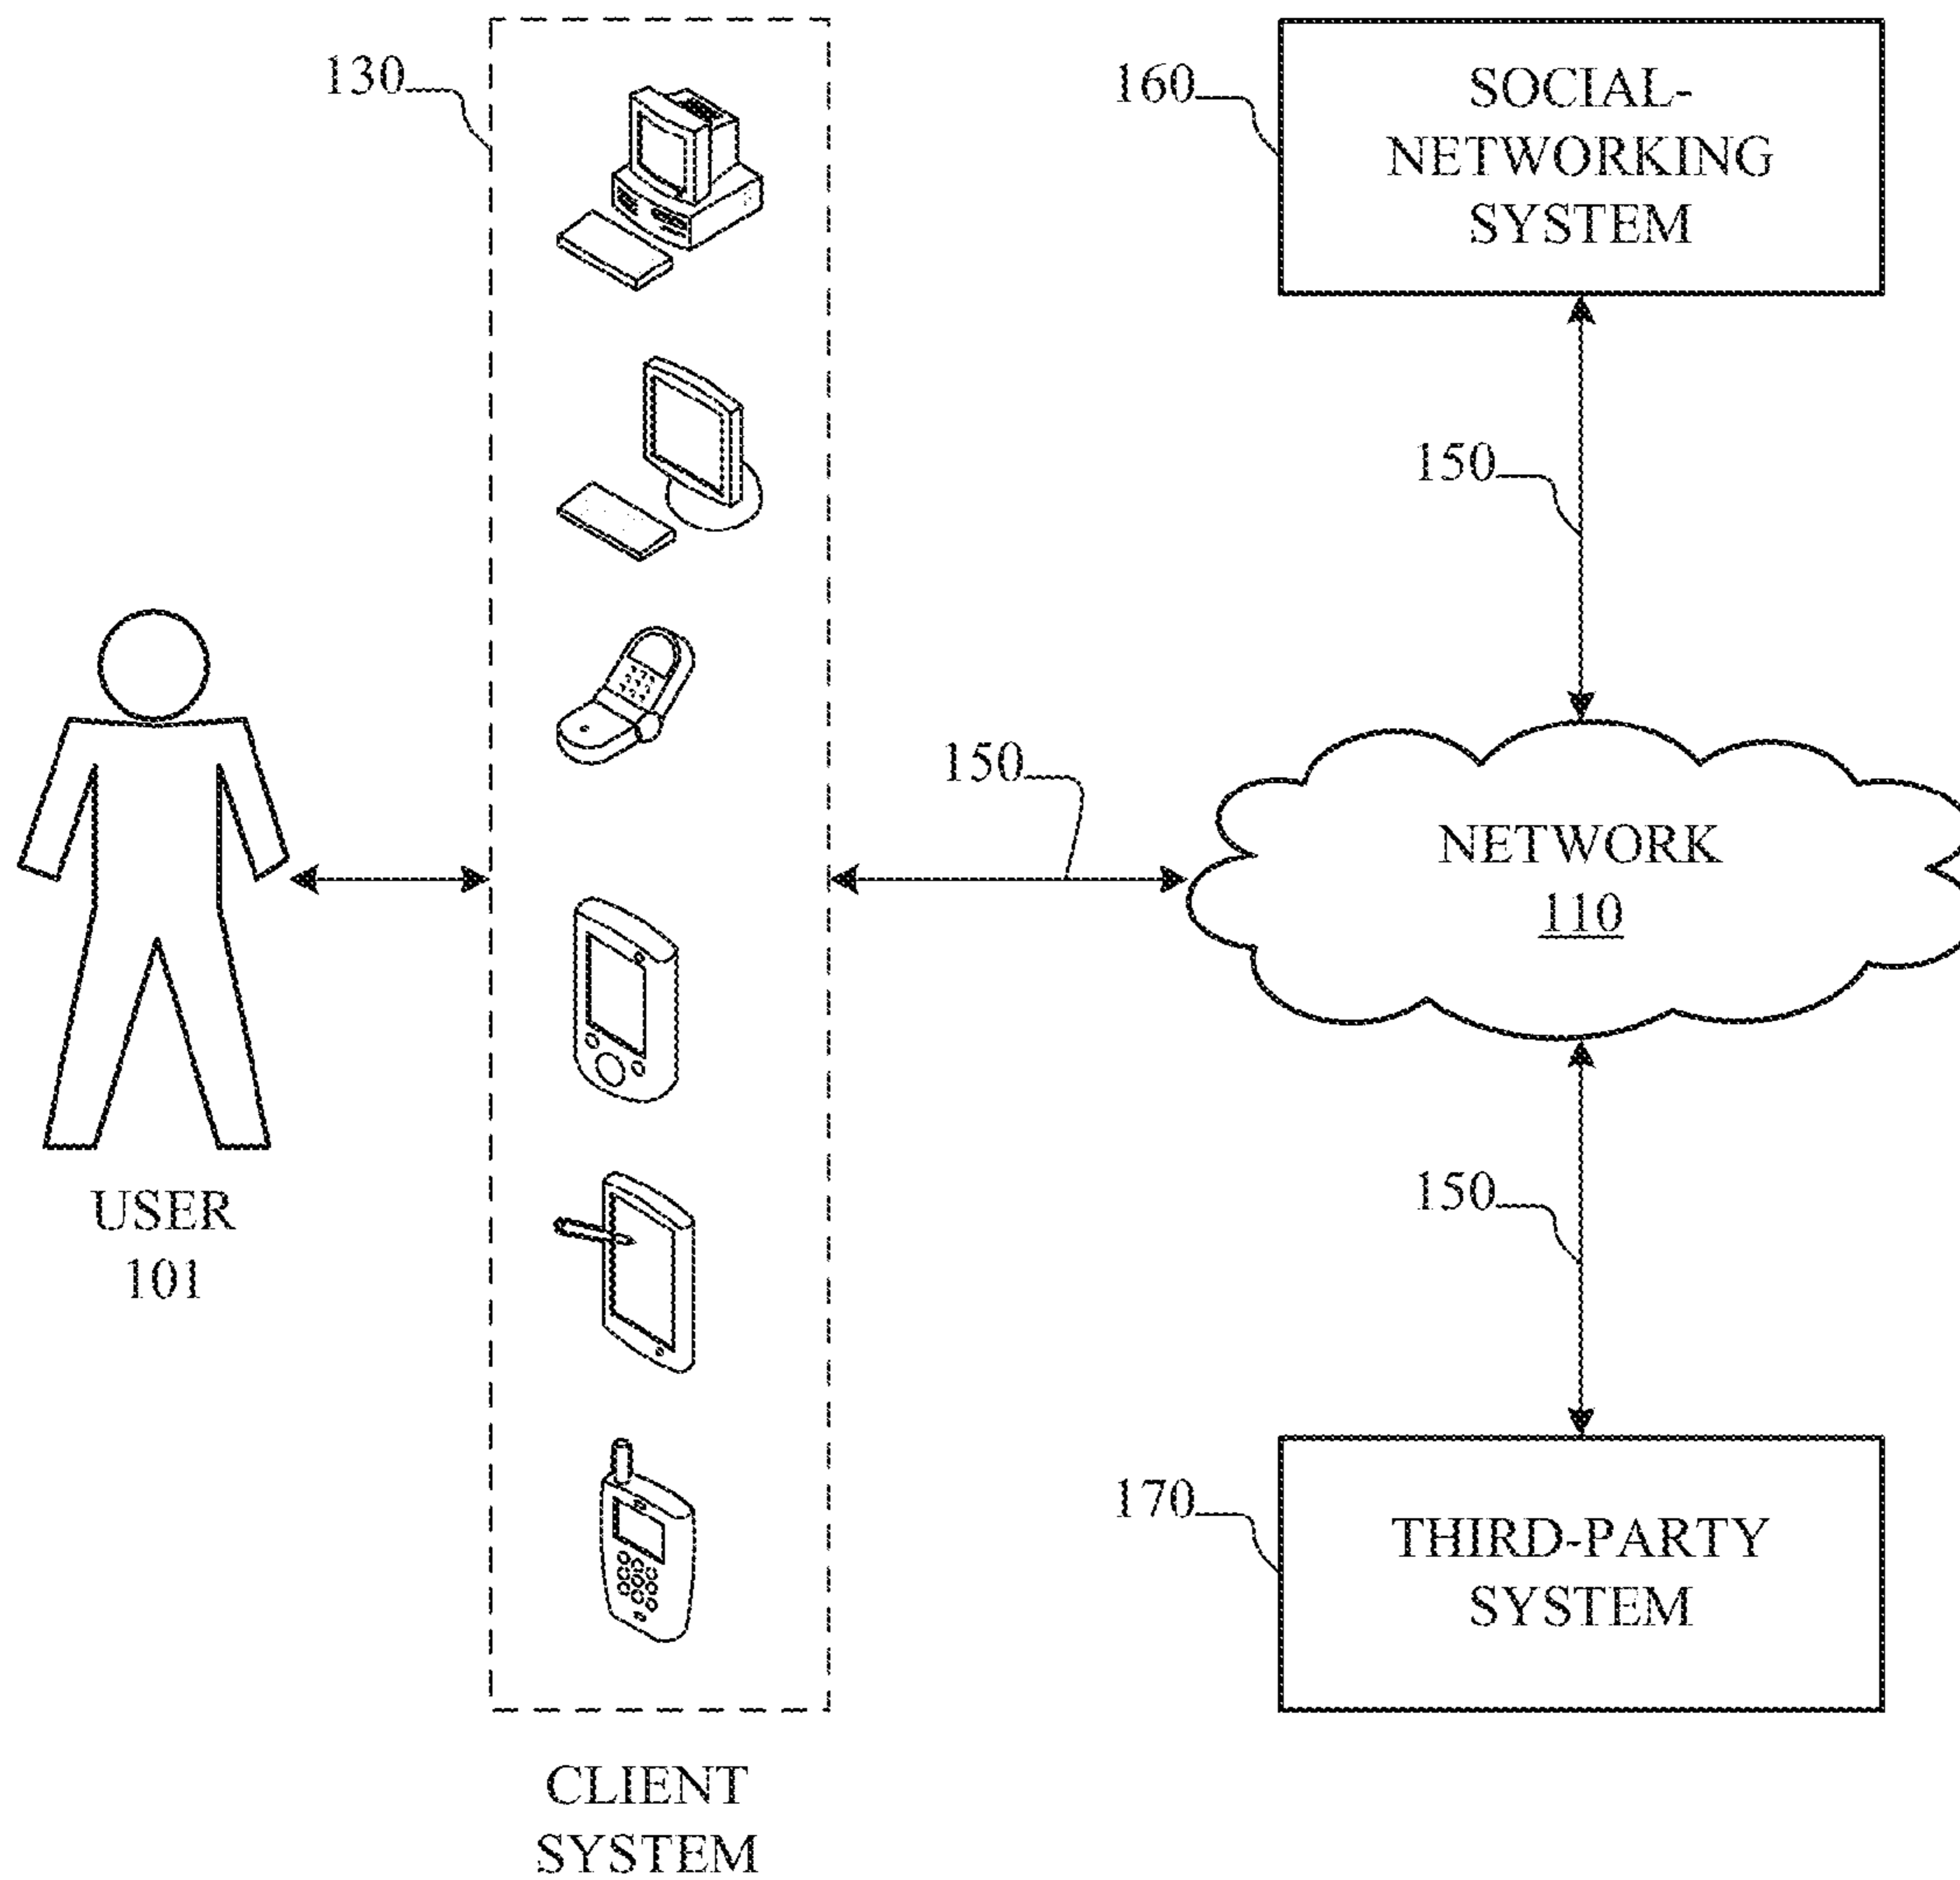 130
160
SOCIAL-
NETWORKING
SYSTEM
150
150
NETWORK
110
USER
101
150
170
THIRD-PARTY
SYSTEM
CLIENT
SYSTEM